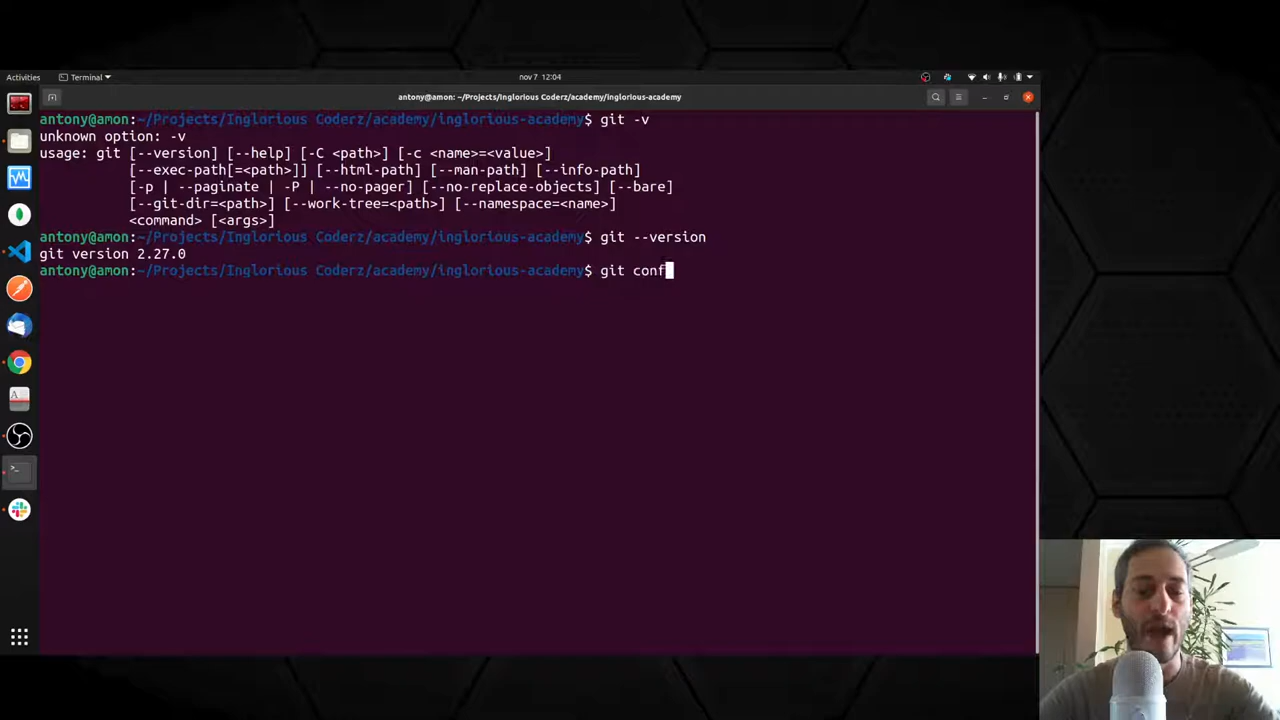 Activities
Terminal
nov 7 12:04
antony@amon: ~/Projects/Inglorious Coderz/academy/inglorious-academy
antony@amon:~/Projects/Inglorious Coderz/academy/inglorious-academy$ git -v
unknown option: -v
usage: git [--version] [--help] [-C <path>] [-c <name>=<value>]
[--exec-path[=<path>]] [--html-path] [--man-path] [--info-path]
[-p | --paginate | -P | --no-pager] [--no-replace-objects] [--bare]
[--git-dir=<path>] [--work-tree=<path>] [--namespace=<name>]
<command> [<args>]
antony@amon:~/Projects/Inglorious Coderz/academy/inglorious-academy$ git --version
git version 2.27.0
antony@amon:~/Projects/Inglorious Coderz/academy/inglorious-academy$ git conf